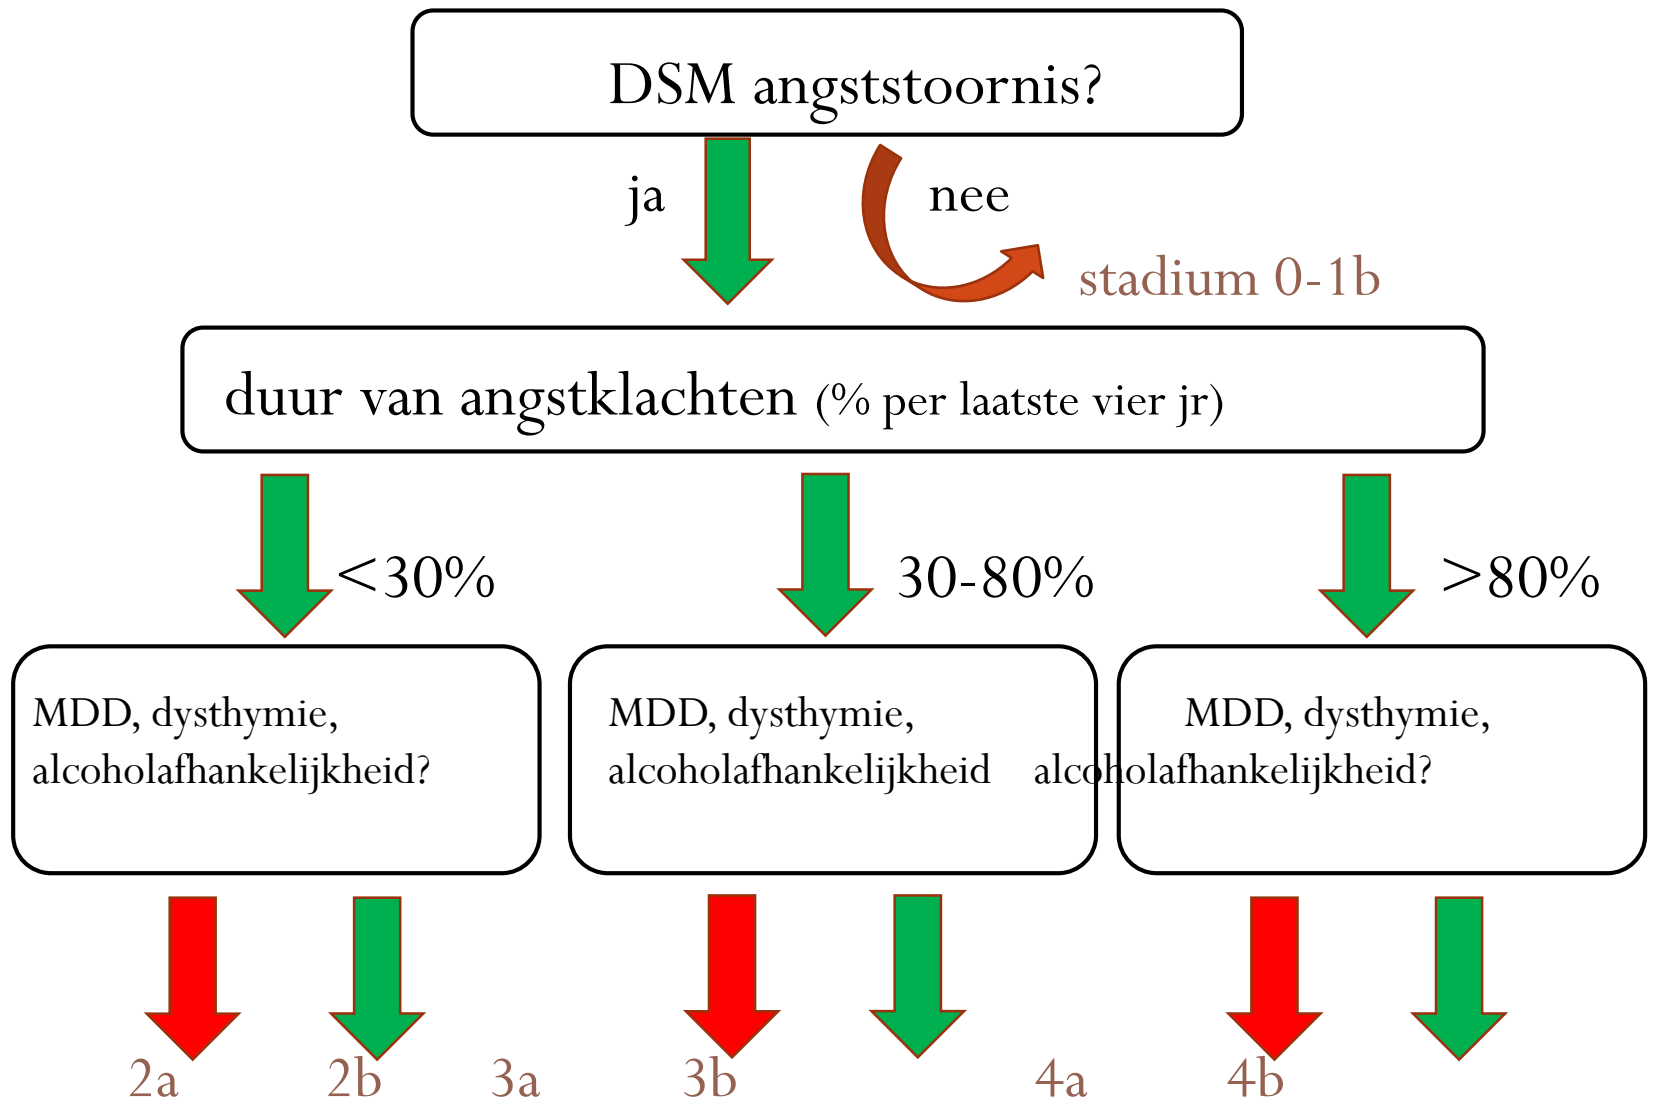 DSM angststoornis?
ja
nee
stadium 0-1b
duur van angstklachten (% per laatste vier jr)
<30%
30-80%
>80%
MDD, dysthymie,
alcoholafhankelijkheid?
MDD, dysthymie,
alcoholafhankelijkheid
MDD, dysthymie,
alcoholafhankelijkheid?
2a 2b 3a 3b 4a 4b